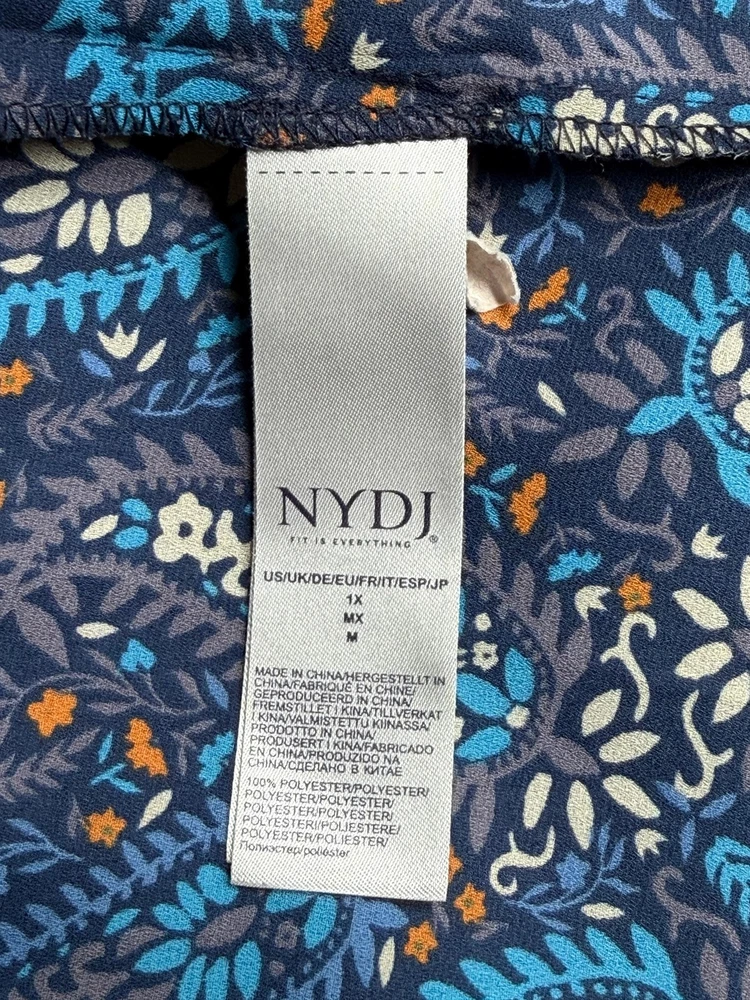 NYDJ®
FIT IS EVERYTHING
US/UK/DE/EU/FR/IT/ESP/JP
1X
MX
M
MADE IN CHINA/HERGESTELLT IN
CHINA/FABRIQUÉ EN CHINE/
GEPRODUCEERD IN CHINA/
FREMSTILLET I KINA/TILLVERKAT
I KINA/VALMISTETTU KIINASSA/
PRODOTTO IN CHINA/
PRODUSERT I KINA/FABRICADO
EN CHINA/PRODUZIDO NA
CHINA/СДЕЛАНО В КИТАЕ
100% POLYESTER/POLYESTER/
POLYESTER/POLYESTER/
POLYESTER/POLYESTER/
POLYESTERI/POLIESTERE/
POLYESTER/POLIÉSTER/
Полиэстер/poliéster